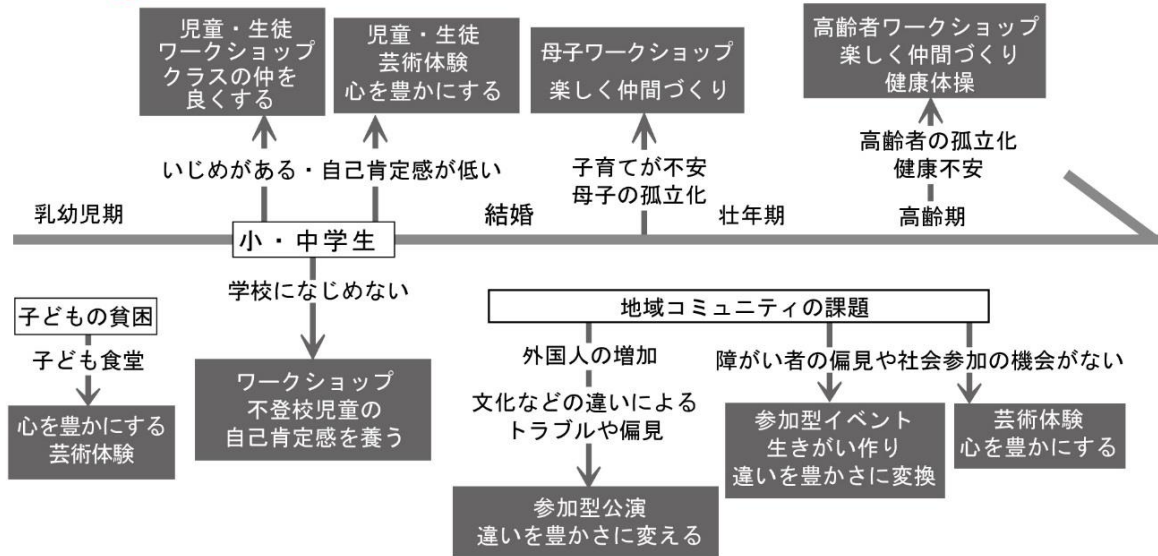 児童・生徒
ワークショップ
クラスの仲を
良くする
児童・生徒
芸術体験
心を豊かにする
母子ワークショップ
楽しく仲間づくり
高齢者ワークショップ
楽しく仲間づくり
健康体操
いじめがある・自己肯定感が低い
子育てが不安
母子の孤立化
高齢者の孤立化
健康不安
乳幼児期
小・中学生
結婚
壮年期
高齢期
学校になじめない
子どもの貧困
子ども食堂
心を豊かにする
芸術体験
ワークショップ
不登校児童の
自己肯定感を養う
地域コミュニティの課題
外国人の増加
文化などの違いによる
トラブルや偏見
参加型公演
違いを豊かさに変える
障がい者の偏見や社会参加の機会がない
参加型イベント
生きがい作り
違いを豊かさに変換
芸術体験
心を豊かにする